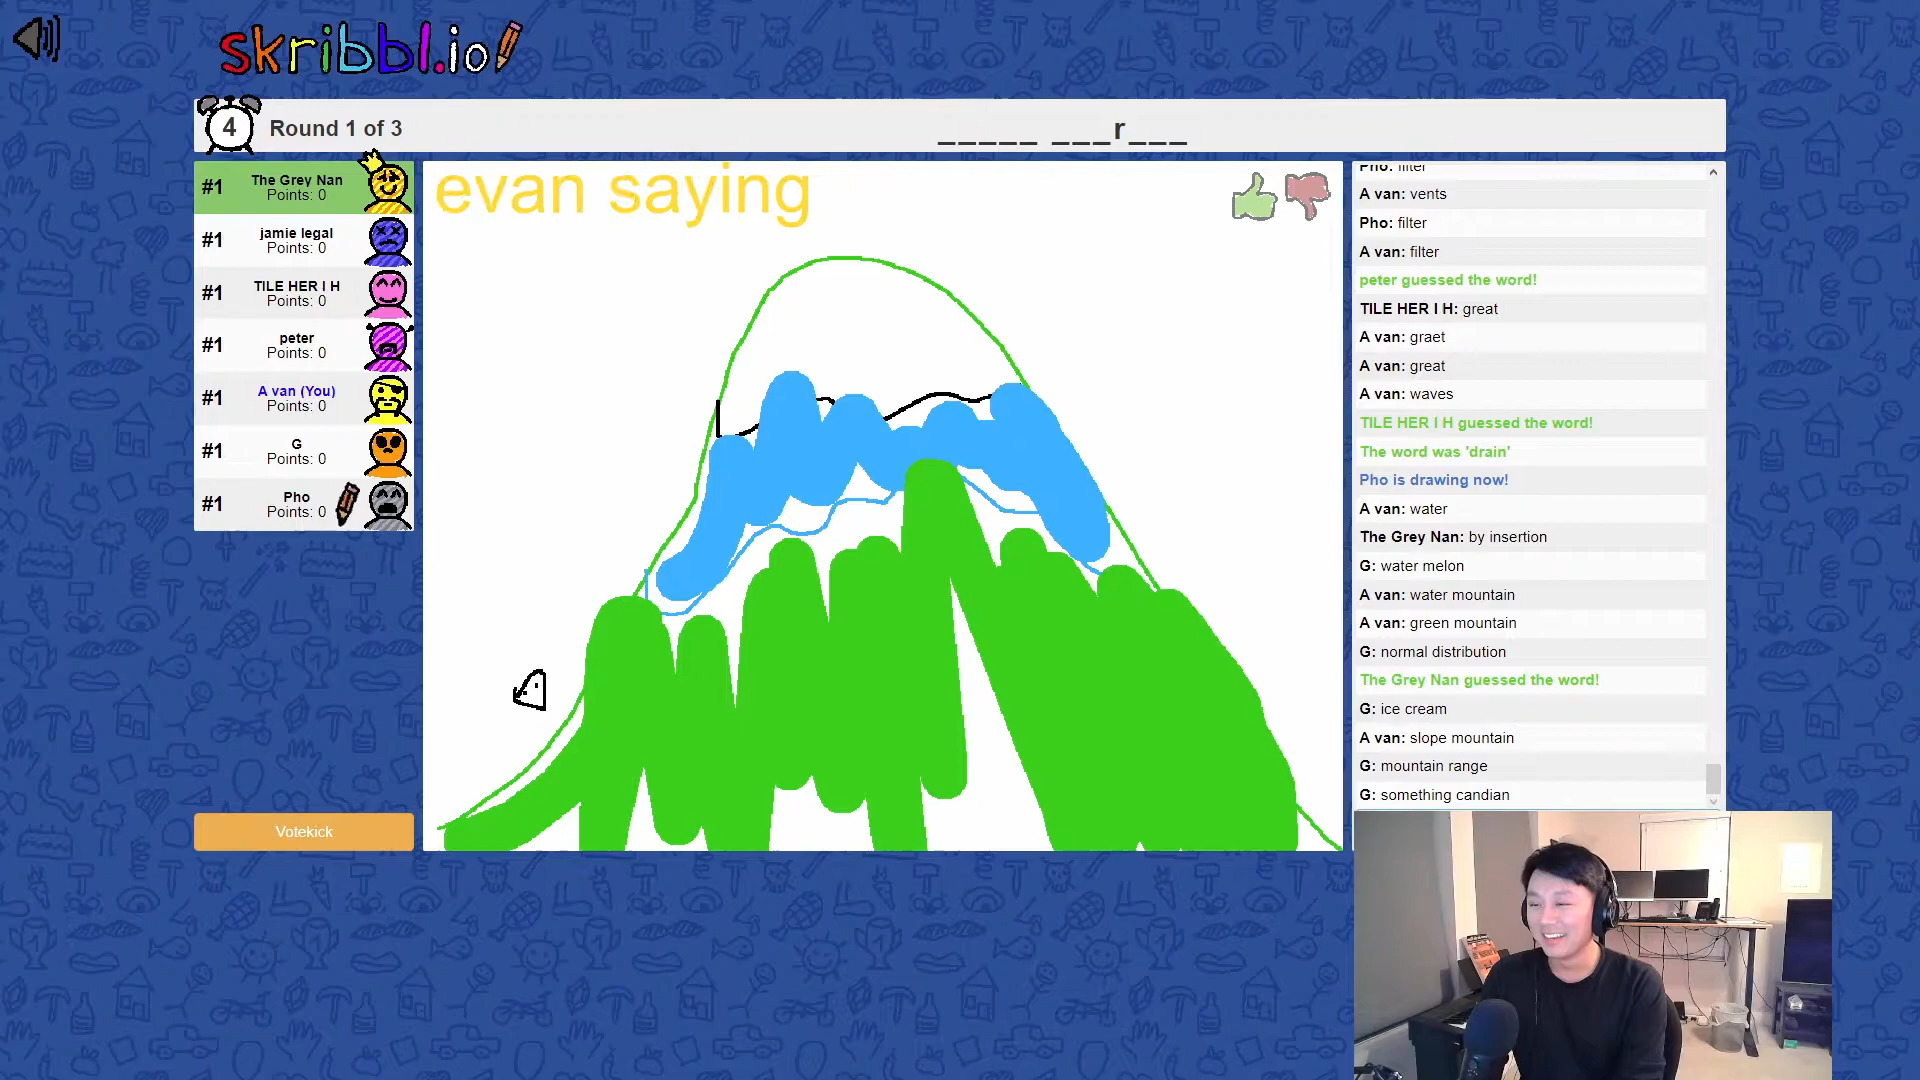 skribbl.io
4
Round 1 of 3
_____ ___r___
#1 The Grey Nan
Points: 0
#1 jamie legal
Points: 0
#1 TILE HER I H
Points: 0
#1 peter
Points: 0
#1 A van (You)
Points: 0
#1 G
Points: 0
#1 Pho
Points: 0
Votekick
evan saying
Pho: filter
A van: vents
Pho: filter
A van: filter
peter guessed the word!
TILE HER I H: great
A van: graet
A van: great
A van: waves
TILE HER I H guessed the word!
The word was 'drain'
Pho is drawing now!
A van: water
The Grey Nan: by insertion
G: water melon
A van: water mountain
A van: green mountain
G: normal distribution
The Grey Nan guessed the word!
G: ice cream
A van: slope mountain
G: mountain range
G: something candian